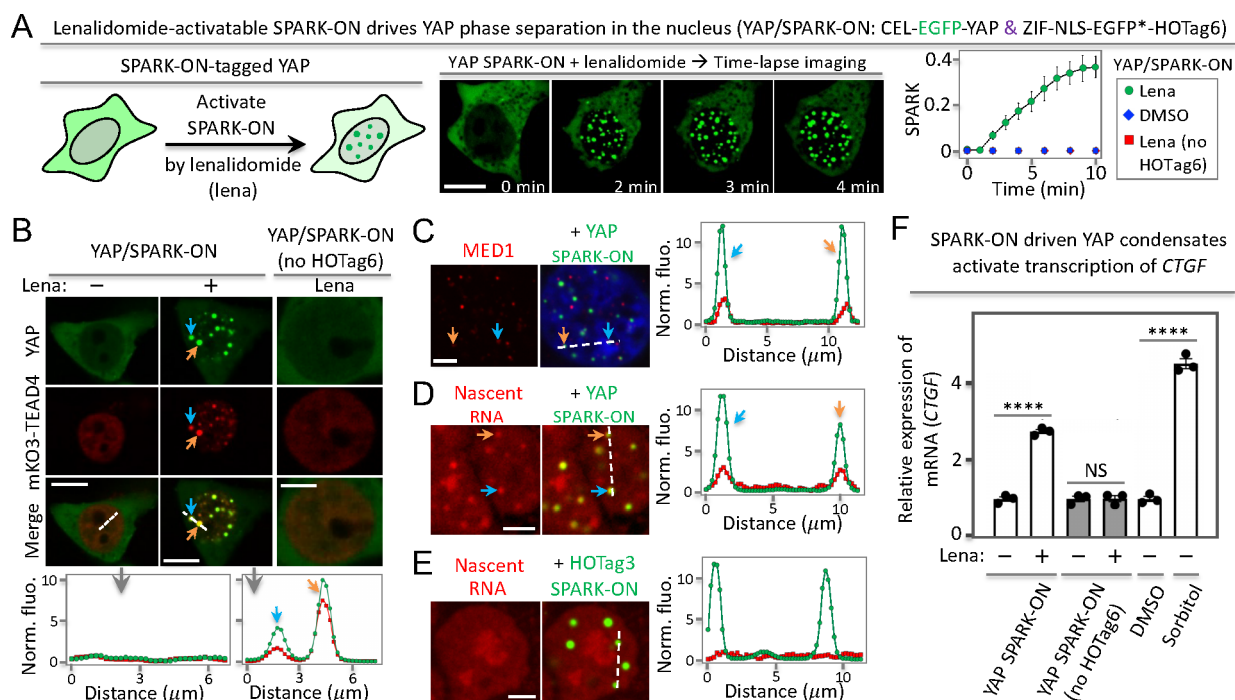 A
Lenalidomide-activatable SPARK-ON drives YAP phase separation in the nucleus (YAP/SPARK-ON: CEL-EGFP-YAP & ZIF-NLS-EGFP*-HOTag6)
SPARK-ON-tagged YAP
Activate
SPARK-ON
by lenalidomide
(lena)
YAP SPARK-ON + lenalidomide → Time-lapse imaging
0 min
2 min
3 min
4 min
SPARK
0.4
0
0
5
10
Time (min)
YAP/SPARK-ON
Lena
DMSO
Lena (no
HOTag6)
B
YAP/SPARK-ON
YAP/SPARK-ON
(no HOTag6)
Lena:
−
+
Lena
YAP
mKO3-TEAD4
Merge
Norm. fluo.
10
5
0
0
3
6
0
3
6
Distance (μm)
Distance (μm)
C
MED1
+ YAP
SPARK-ON
Norm. fluo.
10
5
0
0
5
10
Distance (μm)
D
Nascent
RNA
+ YAP
SPARK-ON
Norm. fluo.
10
5
0
0
5
10
Distance (μm)
E
Nascent
RNA
+ HOTag3
SPARK-ON
Norm. fluo.
10
5
0
0
5
10
Distance (μm)
F
SPARK-ON driven YAP condensates
activate transcription of CTGF
Relative expression of
mRNA (CTGF)
4
2
0
****
NS
****
Lena:
−
+
−
+
−
−
YAP SPARK-ON
YAP SPARK-ON
(no HOTag6)
DMSO
Sorbitol